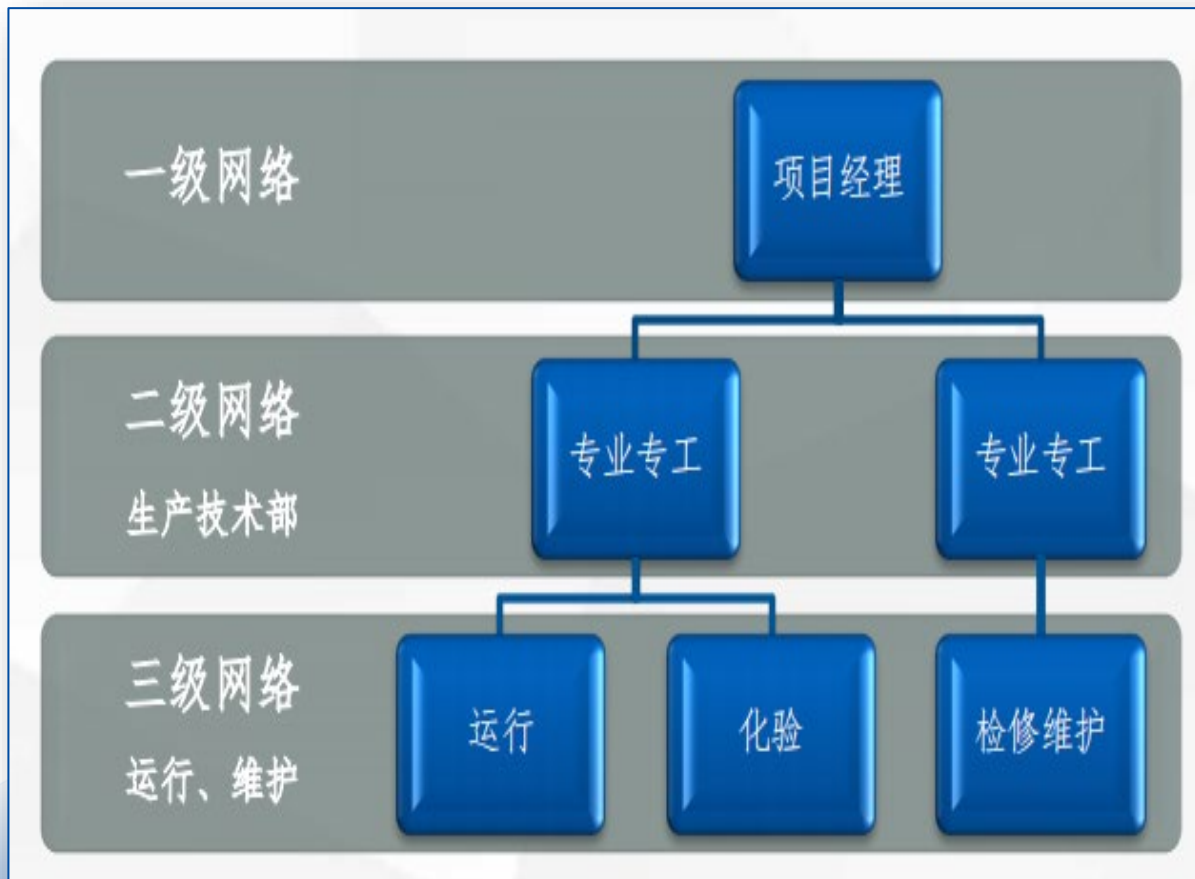 一级网络
项目经理
二级网络
生产技术部
专业专工
专业专工
三级网络
运行、维护
运行
化验
检修维护